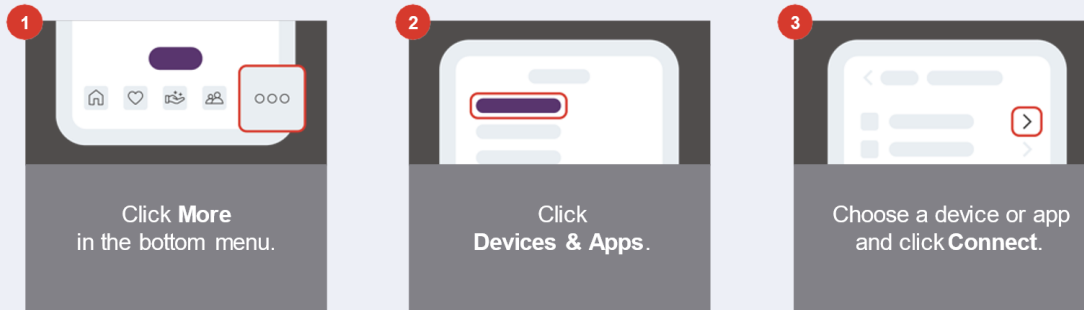 1
Click More
in the bottom menu.
2
Click
Devices & Apps.
3
Choose a device or app
and click Connect.